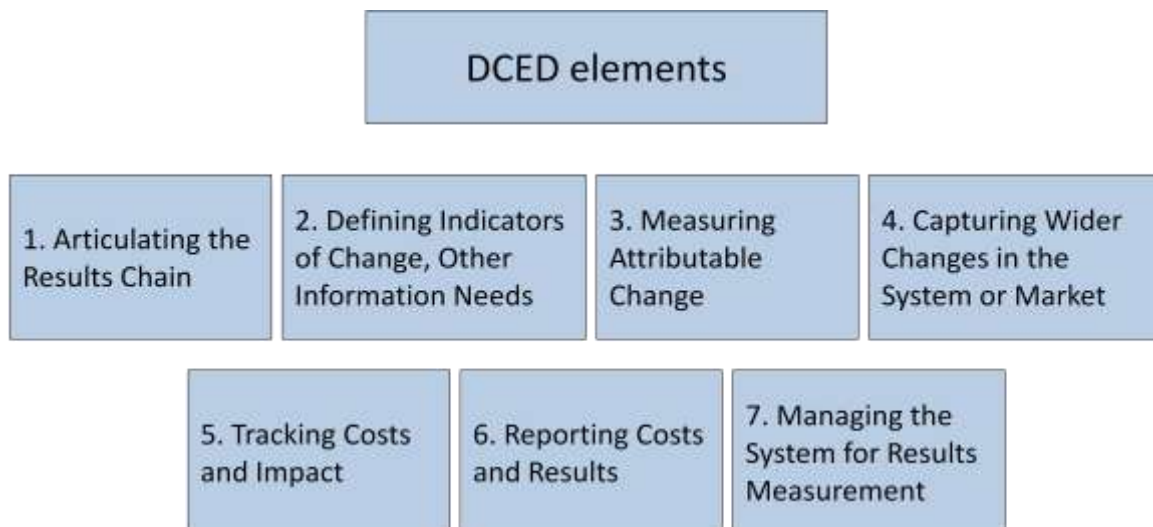 DCED elements
1. Articulating the
Results Chain
2. Defining Indicators
of Change, Other
Information Needs
3. Measuring
Attributable
Change
4. Capturing Wider
Changes in the
System or Market
5. Tracking Costs
and Impact
6. Reporting Costs
and Results
7. Managing the
System for Results
Measurement